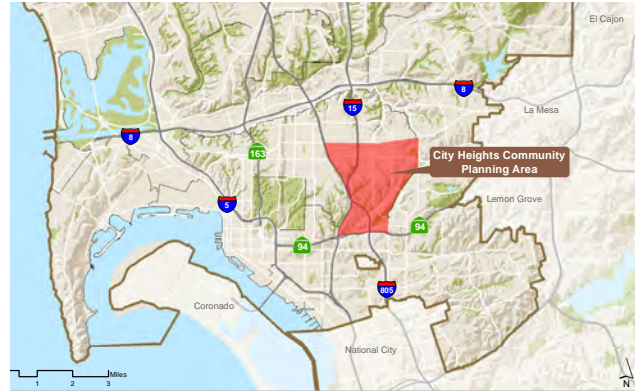 El Cajon
8
15
La Mesa
8
163
City Heights Community
Planning Area
Lemon Grove
5
94
94
805
Coronado
National City
Miles
1 2 3
N